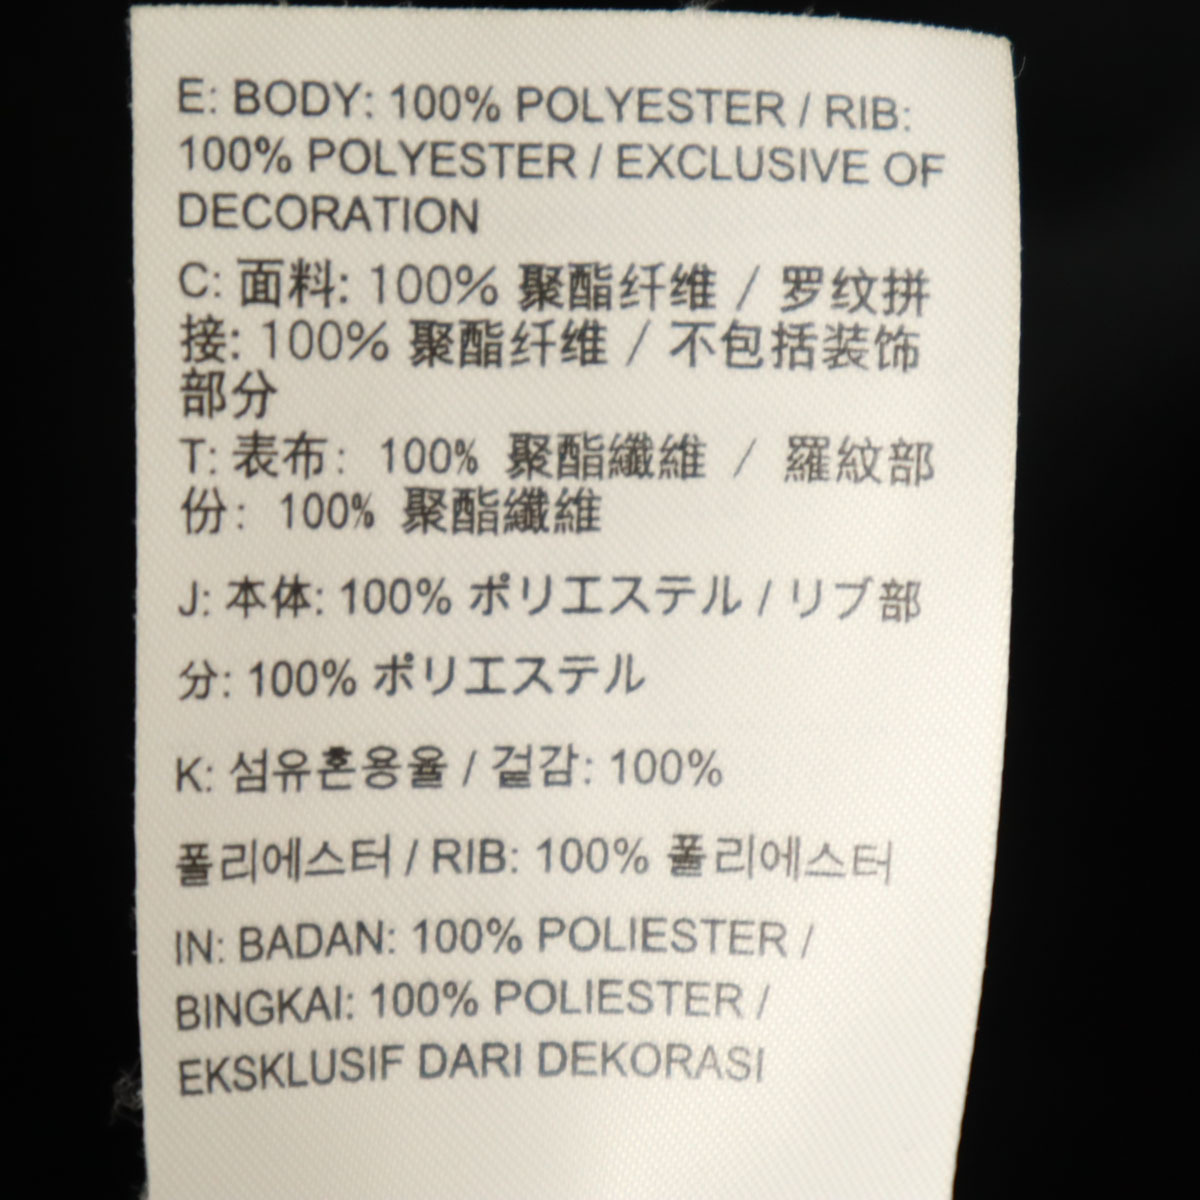 E: BODY: 100% POLYESTER / RIB:
100% POLYESTER / EXCLUSIVE OF
DECORATION
C: 面料: 100% 聚酯纤维 / 罗纹拼
接: 100% 聚酯纤维 / 不包括装饰
部分
T: 表布: 100% 聚酯纖維 / 羅紋部
份: 100% 聚酯纖維
J: 本体: 100% ポリエステル / リブ部
分: 100% ポリエステル
K: 섬유혼용율 / 겉감: 100%
폴리에스터 / RIB: 100% 폴리에스터
IN: BADAN: 100% POLIESTER /
BINGKAI: 100% POLIESTER /
EKSKLUSIF DARI DEKORASI